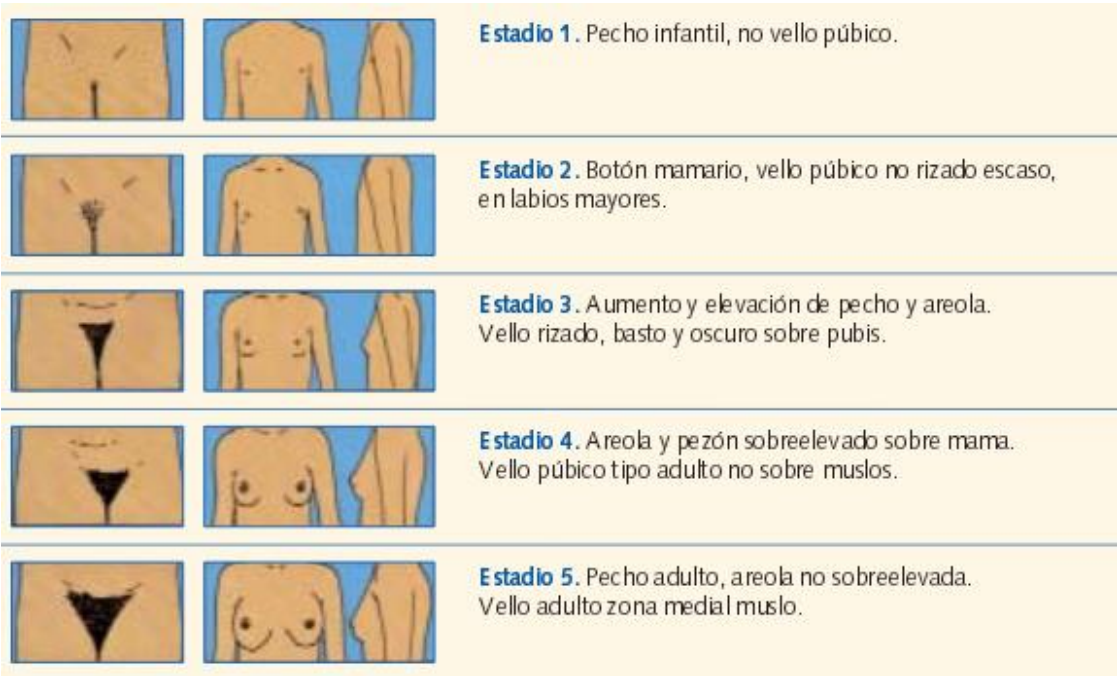 Estadio 1. Pecho infantil, no vello púbico.
Estadio 2. Botón mamario, vello púbico no rizado escaso,
en labios mayores.
Estadio 3. Aumento y elevación de pecho y areola.
Vello rizado, basto y oscuro sobre pubis.
Estadio 4. Areola y pezón sobreelevado sobre mama.
Vello púbico tipo adulto no sobre muslos.
Estadio 5. Pecho adulto, areola no sobreelevada.
Vello adulto zona medial muslo.